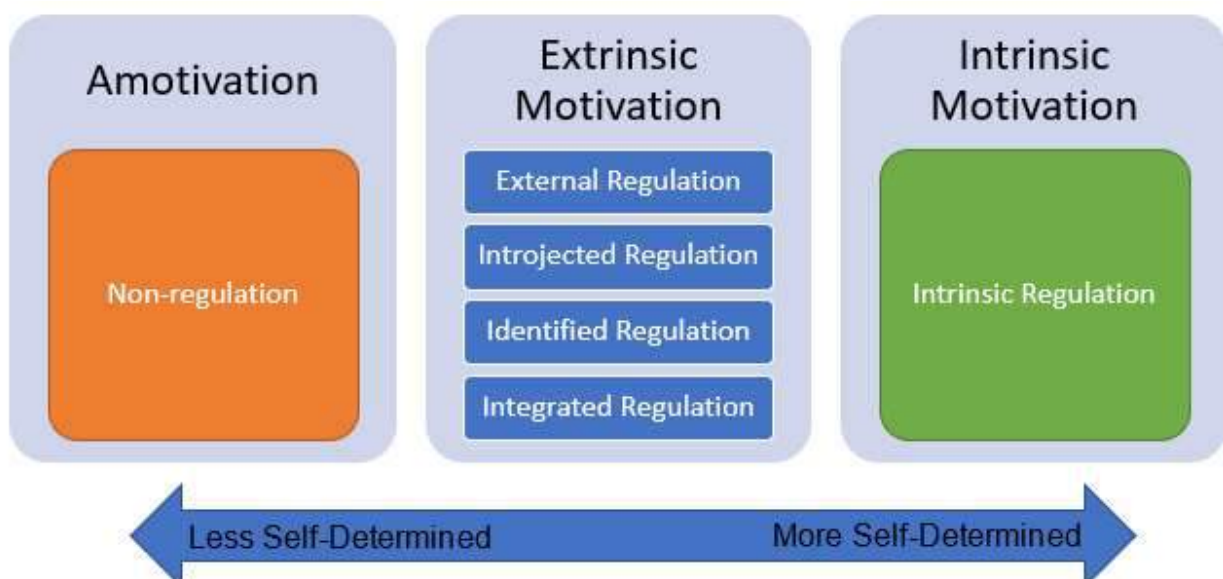 Amotivation
Non-regulation
Extrinsic
Motivation
External Regulation
Introjected Regulation
Identified Regulation
Integrated Regulation
Intrinsic
Motivation
Intrinsic Regulation
Less Self-Determined
More Self-Determined